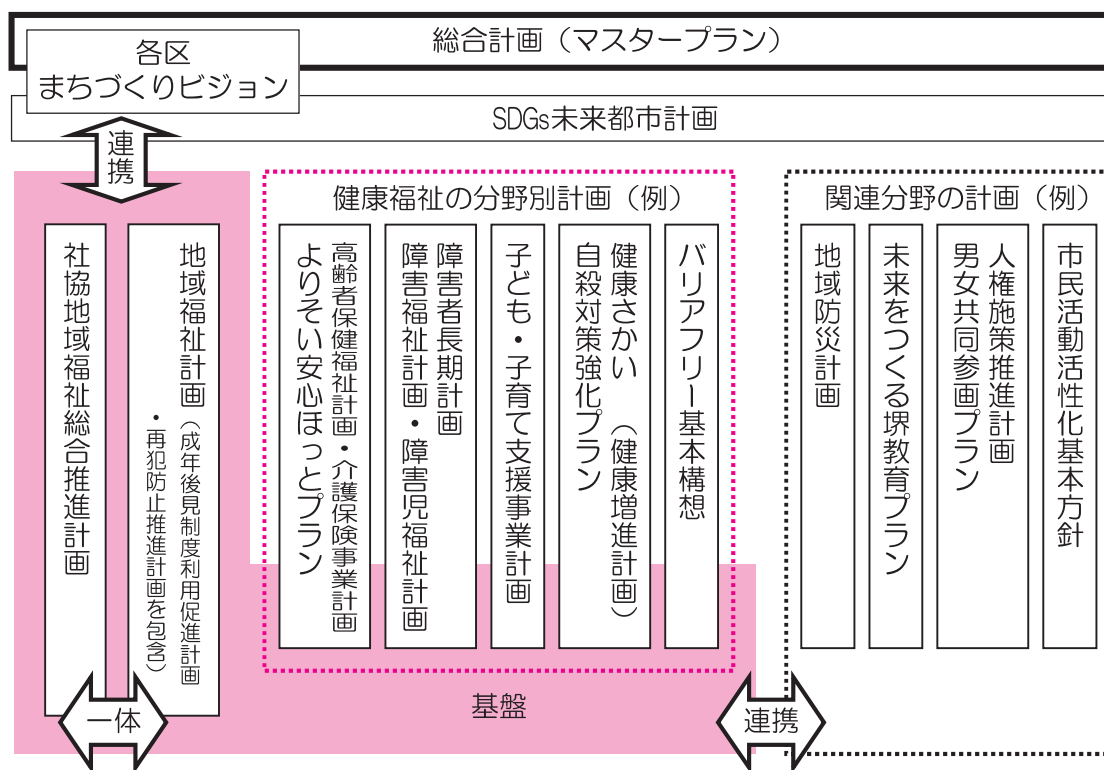 総合計画（マスタープラン）
各区
まちづくりビジョン
SDGs未来都市計画
連携
社協地域福祉総合推進計画
地域福祉計画（成年後見制度利用促進計画
・再犯防止推進計画を包含）
一体
健康福祉の分野別計画（例）
高齢者保健福祉計画・介護保険事業計画
よりそい安心ほっとプラン
障害者長期計画
障害福祉計画・障害児福祉計画
子ども・子育て支援事業計画
健康さかい（健康増進計画）
自殺対策強化プラン
バリアフリー基本構想
基盤
連携
関連分野の計画（例）
地域防災計画
未来をつくる堺教育プラン
人権施策推進計画
男女共同参画プラン
市民活動活性化基本方針